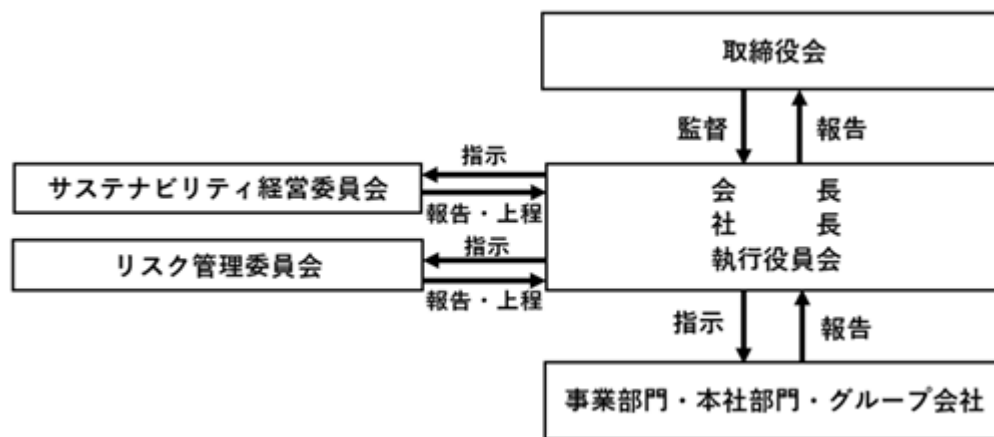 取締役会
監督
報告
指示
サステナビリティ経営委員会
報告・上程
会長
社長
執行役員会
指示
リスク管理委員会
報告・上程
指示
報告
事業部門・本社部門・グループ会社